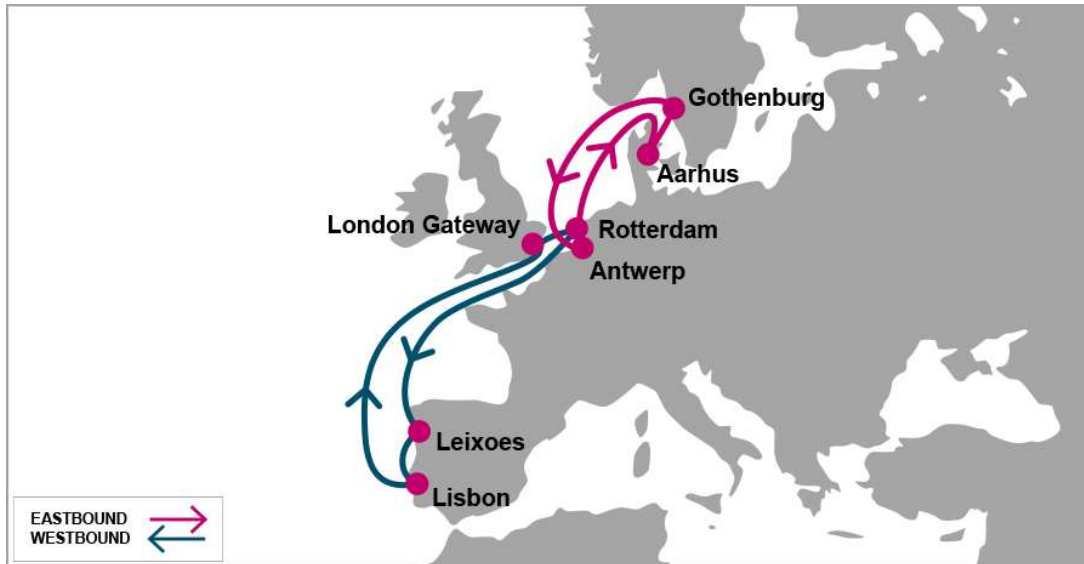 Gothenburg
Aarhus
London Gateway
Rotterdam
Antwerp
Leixoes
Lisbon
EASTBOUND
WESTBOUND